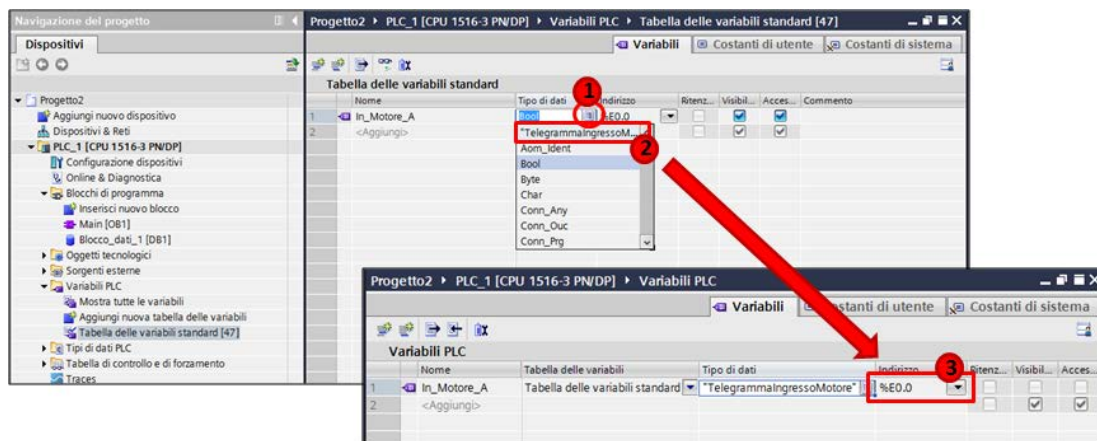 Navigazione del progetto
Dispositivi
Progetto2
Aggiungi nuovo dispositivo
Dispositivi & Reti
PLC_1 [CPU 1516-3 PN/DP]
Configurazione dispositivi
Online & Diagnostica
Blocchi di programma
Inserisci nuovo blocco
Main [OB1]
Blocco_dati_1 [DB1]
Oggetti tecnologici
Sorgenti esterne
Variabili PLC
Mostra tutte le variabili
Aggiungi nuova tabella delle variabili
Tabella delle variabili standard [47]
Tipi di dati PLC
Tabella di controllo e di forzamento
Traces
Progetto2 ▸ PLC_1 [CPU 1516-3 PN/DP] ▸ Variabili PLC ▸ Tabella delle variabili standard [47]
Variabili Costanti di utente Costanti di sistema
Tabella delle variabili standard
Nome Tipo di dati Indirizzo Ritenz... Visibil... Acces... Commento
1 In_Motore_A Bool %E0.0
2 <Aggiungi>
"TelegrammaIngressoM...
Aom_Ident
Bool
Byte
Char
Conn_Any
Conn_Ouc
Conn_Prg
1
2
Progetto2 ▸ PLC_1 [CPU 1516-3 PN/DP] ▸ Variabili PLC
Variabili Costanti di utente Costanti di sistema
Variabili PLC
Nome Tabella delle variabili Tipo di dati Indirizzo Ritenz... Visibil... Acces...
1 In_Motore_A Tabella delle variabili standard "TelegrammaIngressoMotore" %E0.0
2 <Aggiungi>
3